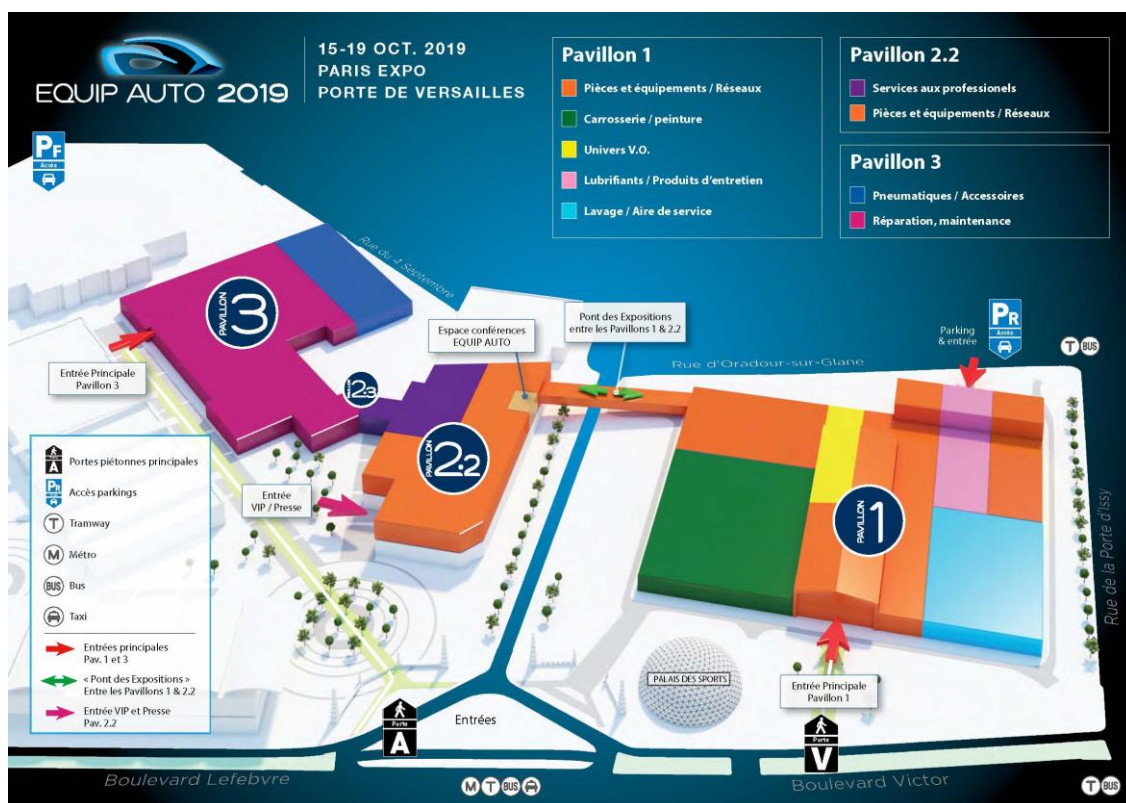 EQUIP AUTO 2019
15-19 OCT. 2019
PARIS EXPO
PORTE DE VERSAILLES
Pavillon 1
Pièces et équipements / Réseaux
Carrosserie / peinture
Univers V.O.
Lubrifiants / Produits d'entretien
Lavage / Aire de service
Pavillon 2.2
Services aux professionels
Pièces et équipements / Réseaux
Pavillon 3
Pneumatiques / Accessoires
Réparation, maintenance
PF
Accès
Rue du 4 Septembre
PAVILLON 3
Entrée Principale
Pavillon 3
Espace conférences
EQUIP AUTO
Pont des Expositions
entre les Pavillons 1 & 2.2
Rue d'Oradour-sur-Glane
Parking
& entrée
PR
Accès
T BUS
2.3
PAVILLON 2.2
Entrée
VIP / Presse
PAVILLON 1
Rue de la Porte d'Issy
A
Portes piétonnes principales
PR
Accès parkings
T
Tramway
M
Métro
BUS
Bus
Taxi
Entrées principales
Pav. 1 et 3
« Pont des Expositions »
Entre les Pavillons 1 & 2.2
Entrée VIP et Presse
Pav. 2.2
PALAIS DES SPORTS
Entrée Principale
Pavillon 1
Porte
A
Entrées
Porte
V
Boulevard Lefebvre
M T BUS
Boulevard Victor
T BUS